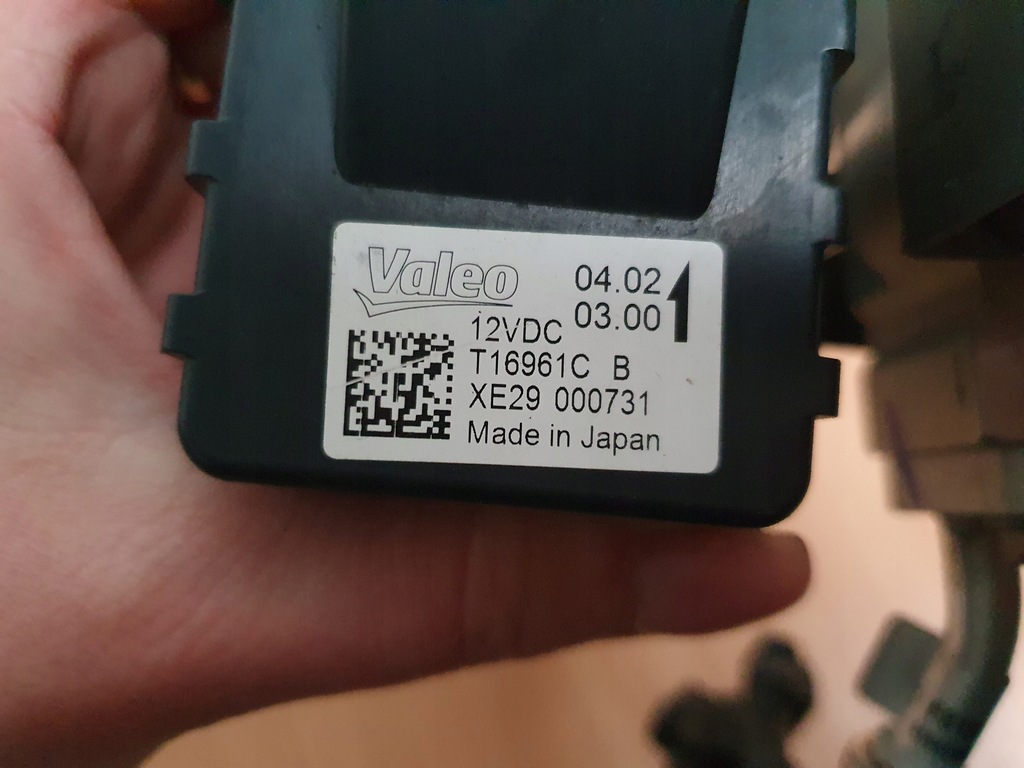 Valeo
04.02
03.00
12VDC
T16961C B
XE29 000731
Made in Japan